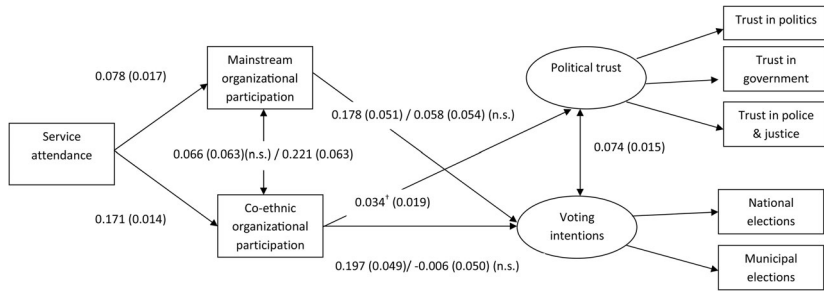 Trust in politics
Mainstream
organizational
participation
Political trust
Trust in
government
0.078 (0.017)
0.178 (0.051) / 0.058 (0.054) (n.s.)
Trust in police
& justice
Service
attendance
0.066 (0.063)(n.s.) / 0.221 (0.063)
0.074 (0.015)
0.171 (0.014)
Co-ethnic
organizational
participation
0.034† (0.019)
Voting
intentions
National
elections
0.197 (0.049)/ -0.006 (0.050) (n.s.)
Municipal
elections